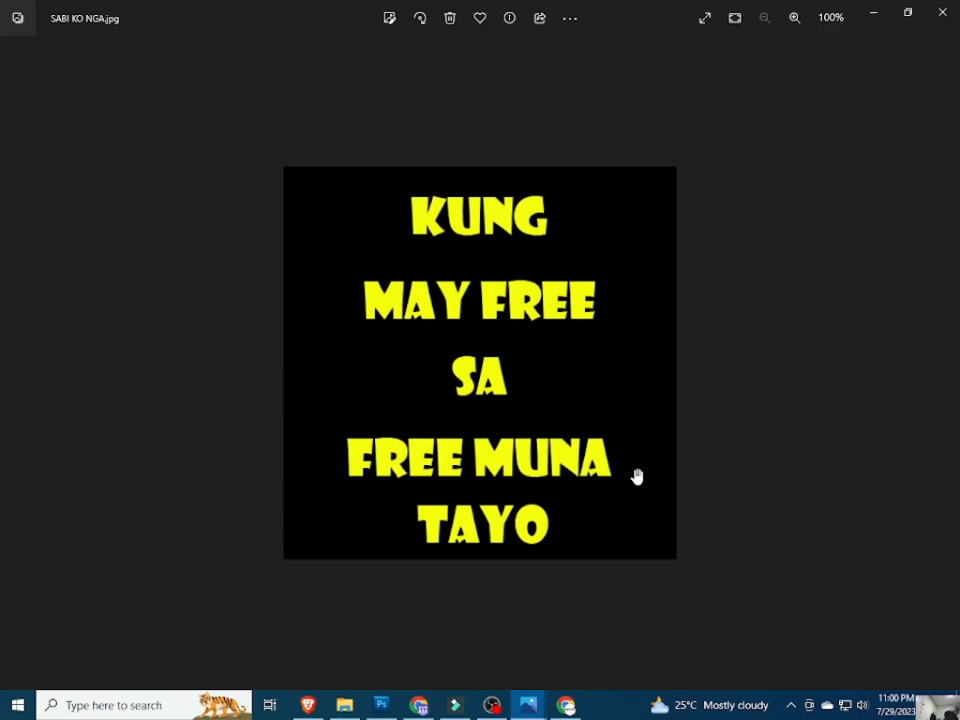 SABI KO NGA.jpg
100%
KUNG
MAY FREE
SA
FREE MUNA
TAYO
Type here to search
25°C Mostly cloudy
11:00 PM
7/29/2023